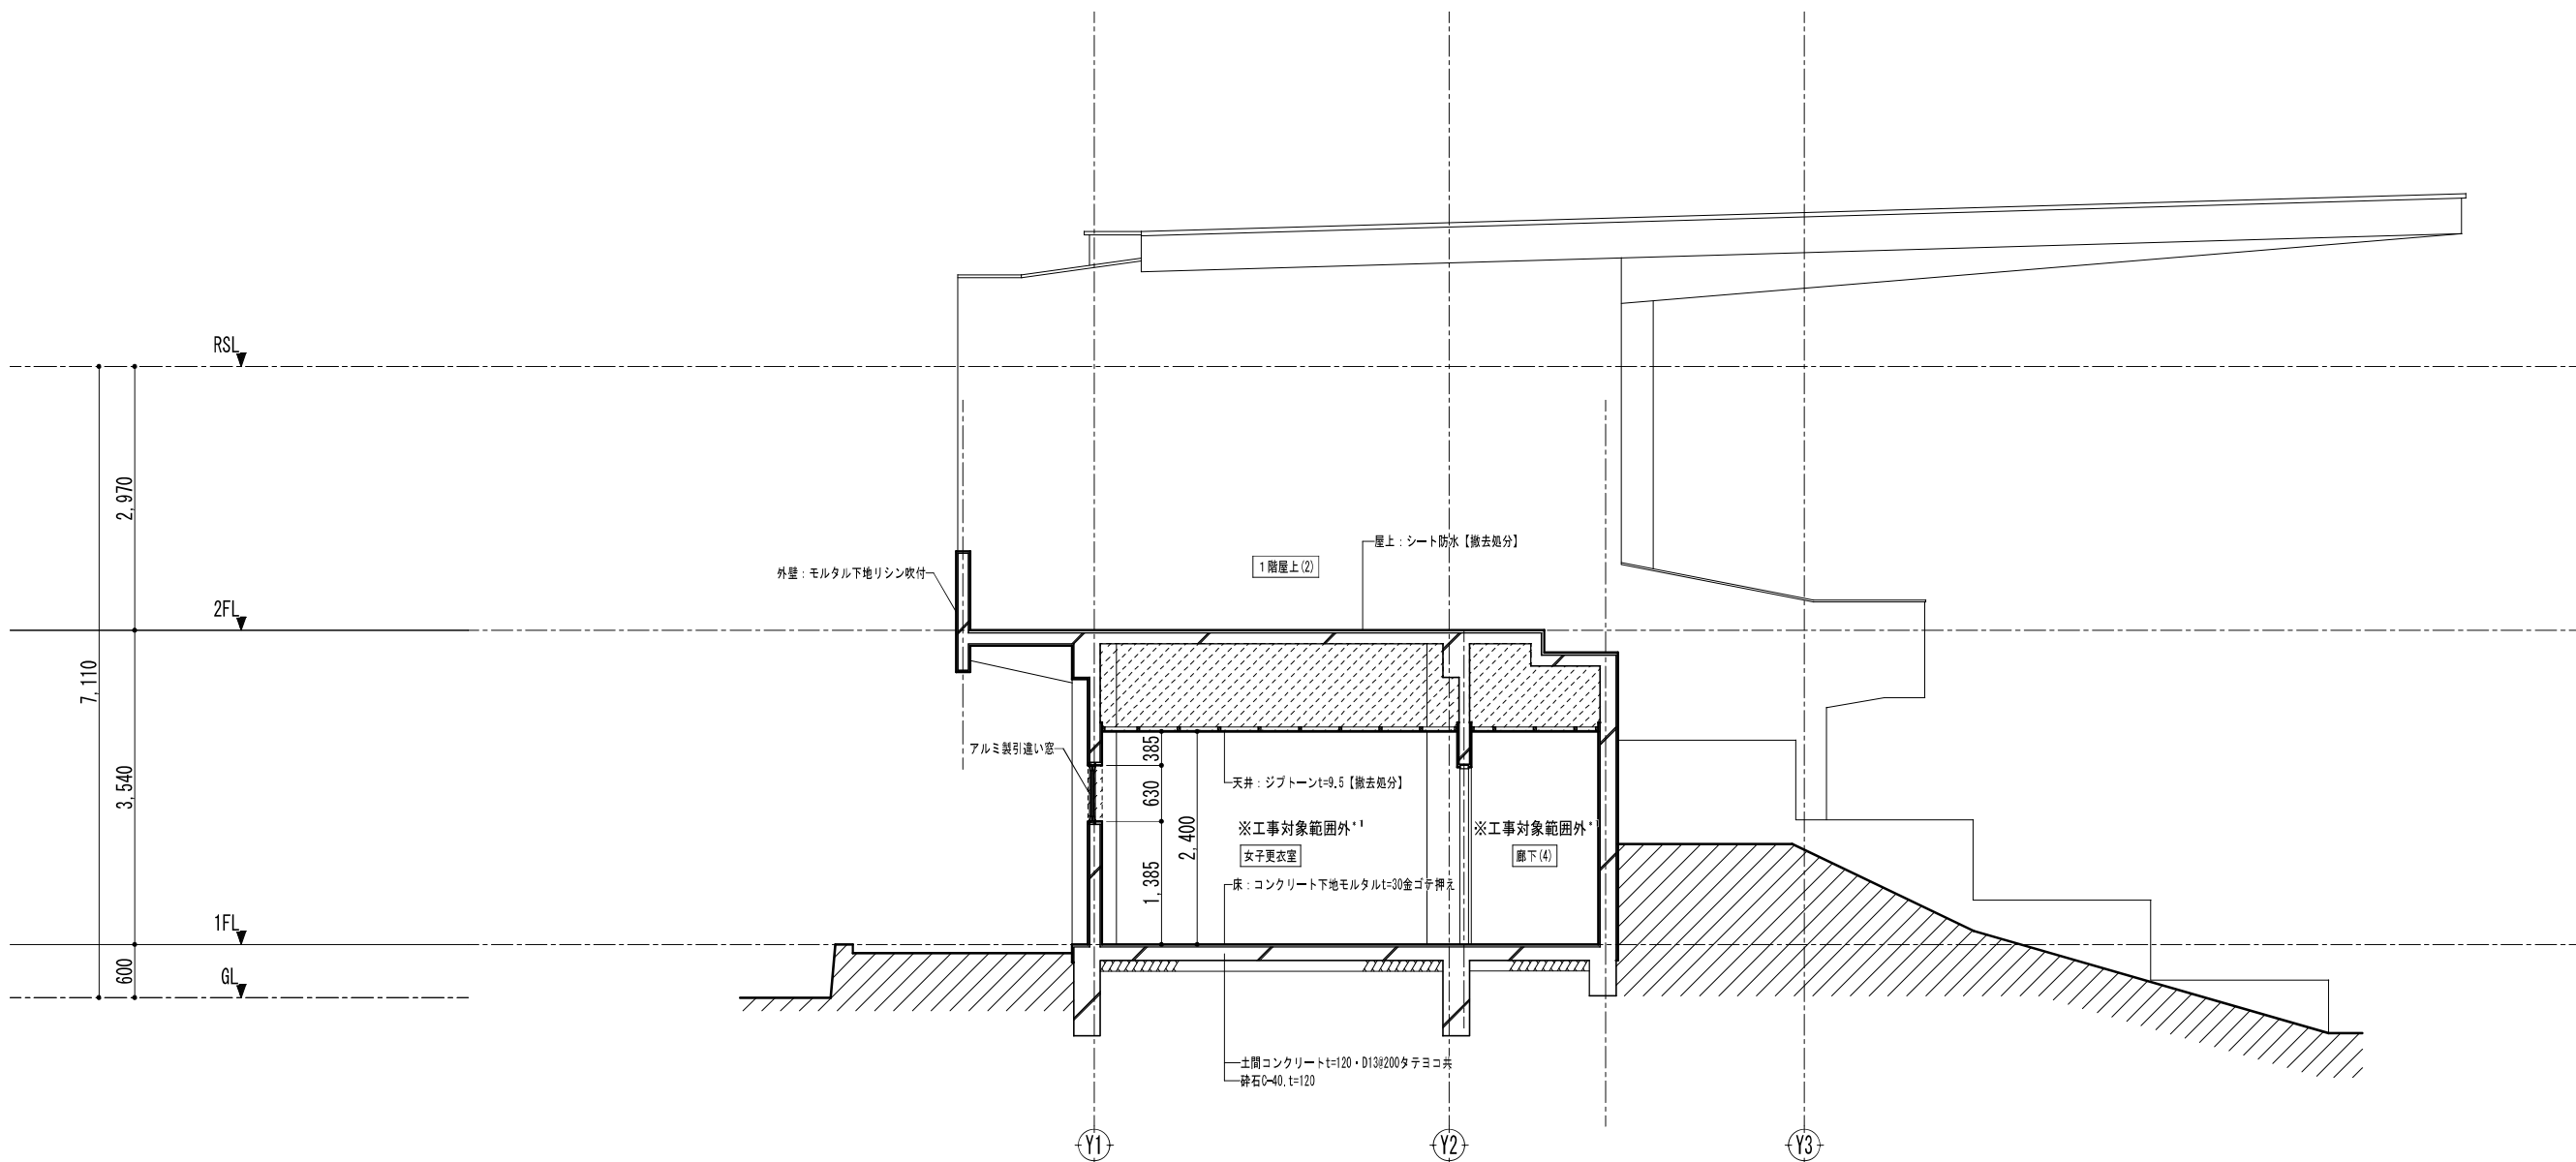 RSL
2,970
屋上：シート防水【撤去処分】
1階屋上(2)
外壁：モルタル下地リシン吹付
2FL
7,110
3,540
アルミ製引違い窓
385
630
1,385
2,400
天井：ジプトーンt=9.5【撤去処分】
※工事対象範囲外*1
※工事対象範囲外*1
女子更衣室
廊下(4)
床：コンクリート下地モルタルt=30金ゴテ押え
1FL
600
GL
土間コンクリートt=120・D13@200タテヨコ共
砕石C-40,t=120
Y1
Y2
Y3